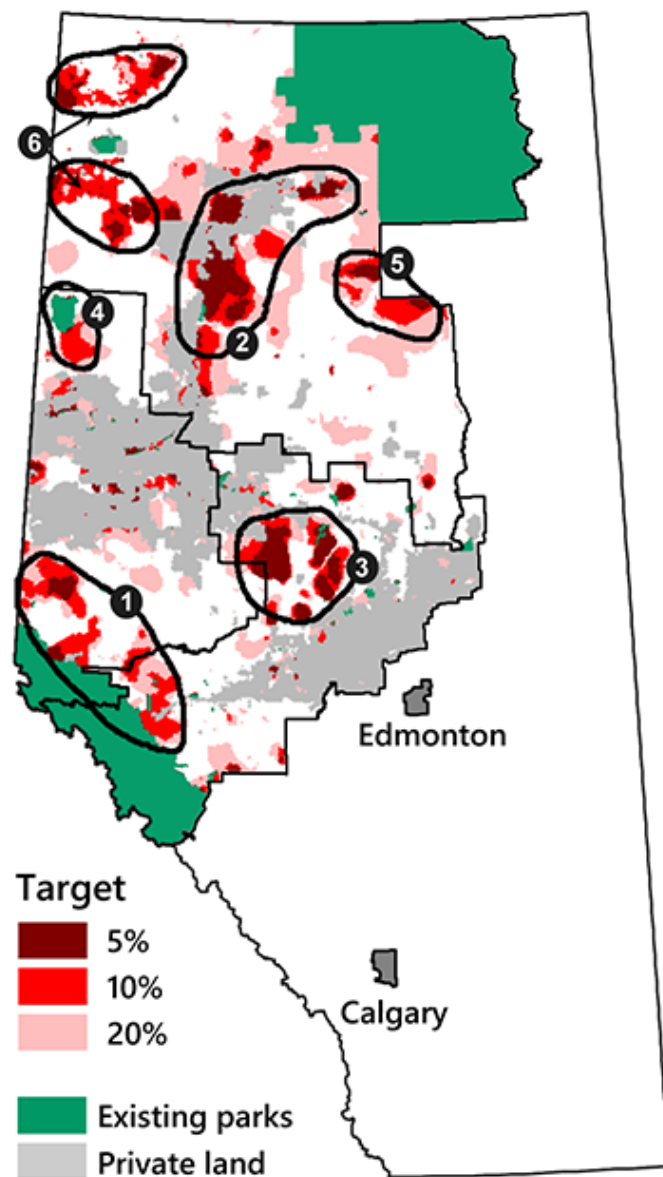 6
5
4
2
3
1
Edmonton
Target
5%
10%
20%
Calgary
Existing parks
Private land